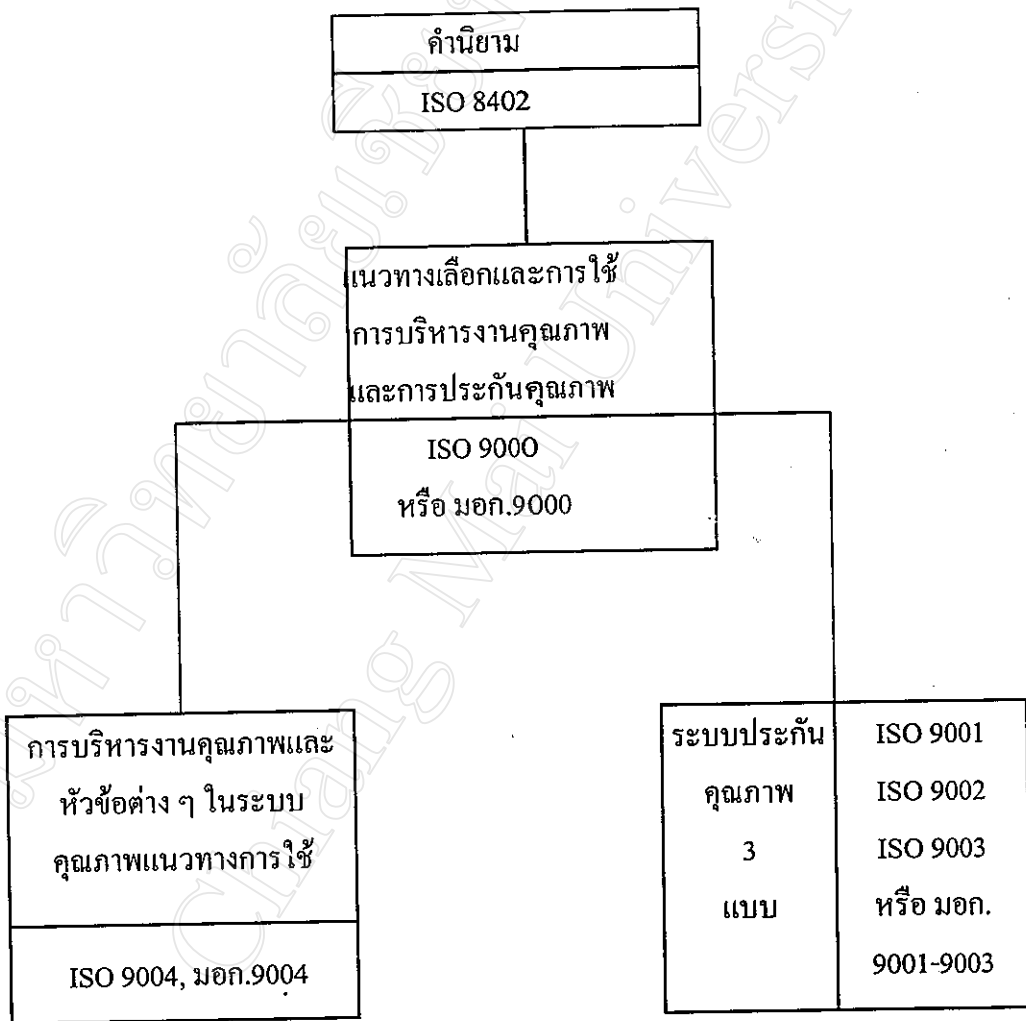 คำนิยาม
ISO 8402
แนวทางเลือกและการใช้
การบริหารงานคุณภาพ
และการประกันคุณภาพ
ISO 9000
หรือ มอก.9000
การบริหารงานคุณภาพและ
หัวข้อต่าง ๆ ในระบบ
คุณภาพแนวทางการใช้
ISO 9004, มอก.9004
ระบบประกัน
คุณภาพ
3
แบบ
ISO 9001
ISO 9002
ISO 9003
หรือ มอก.
9001-9003
Chiang Mai Universi